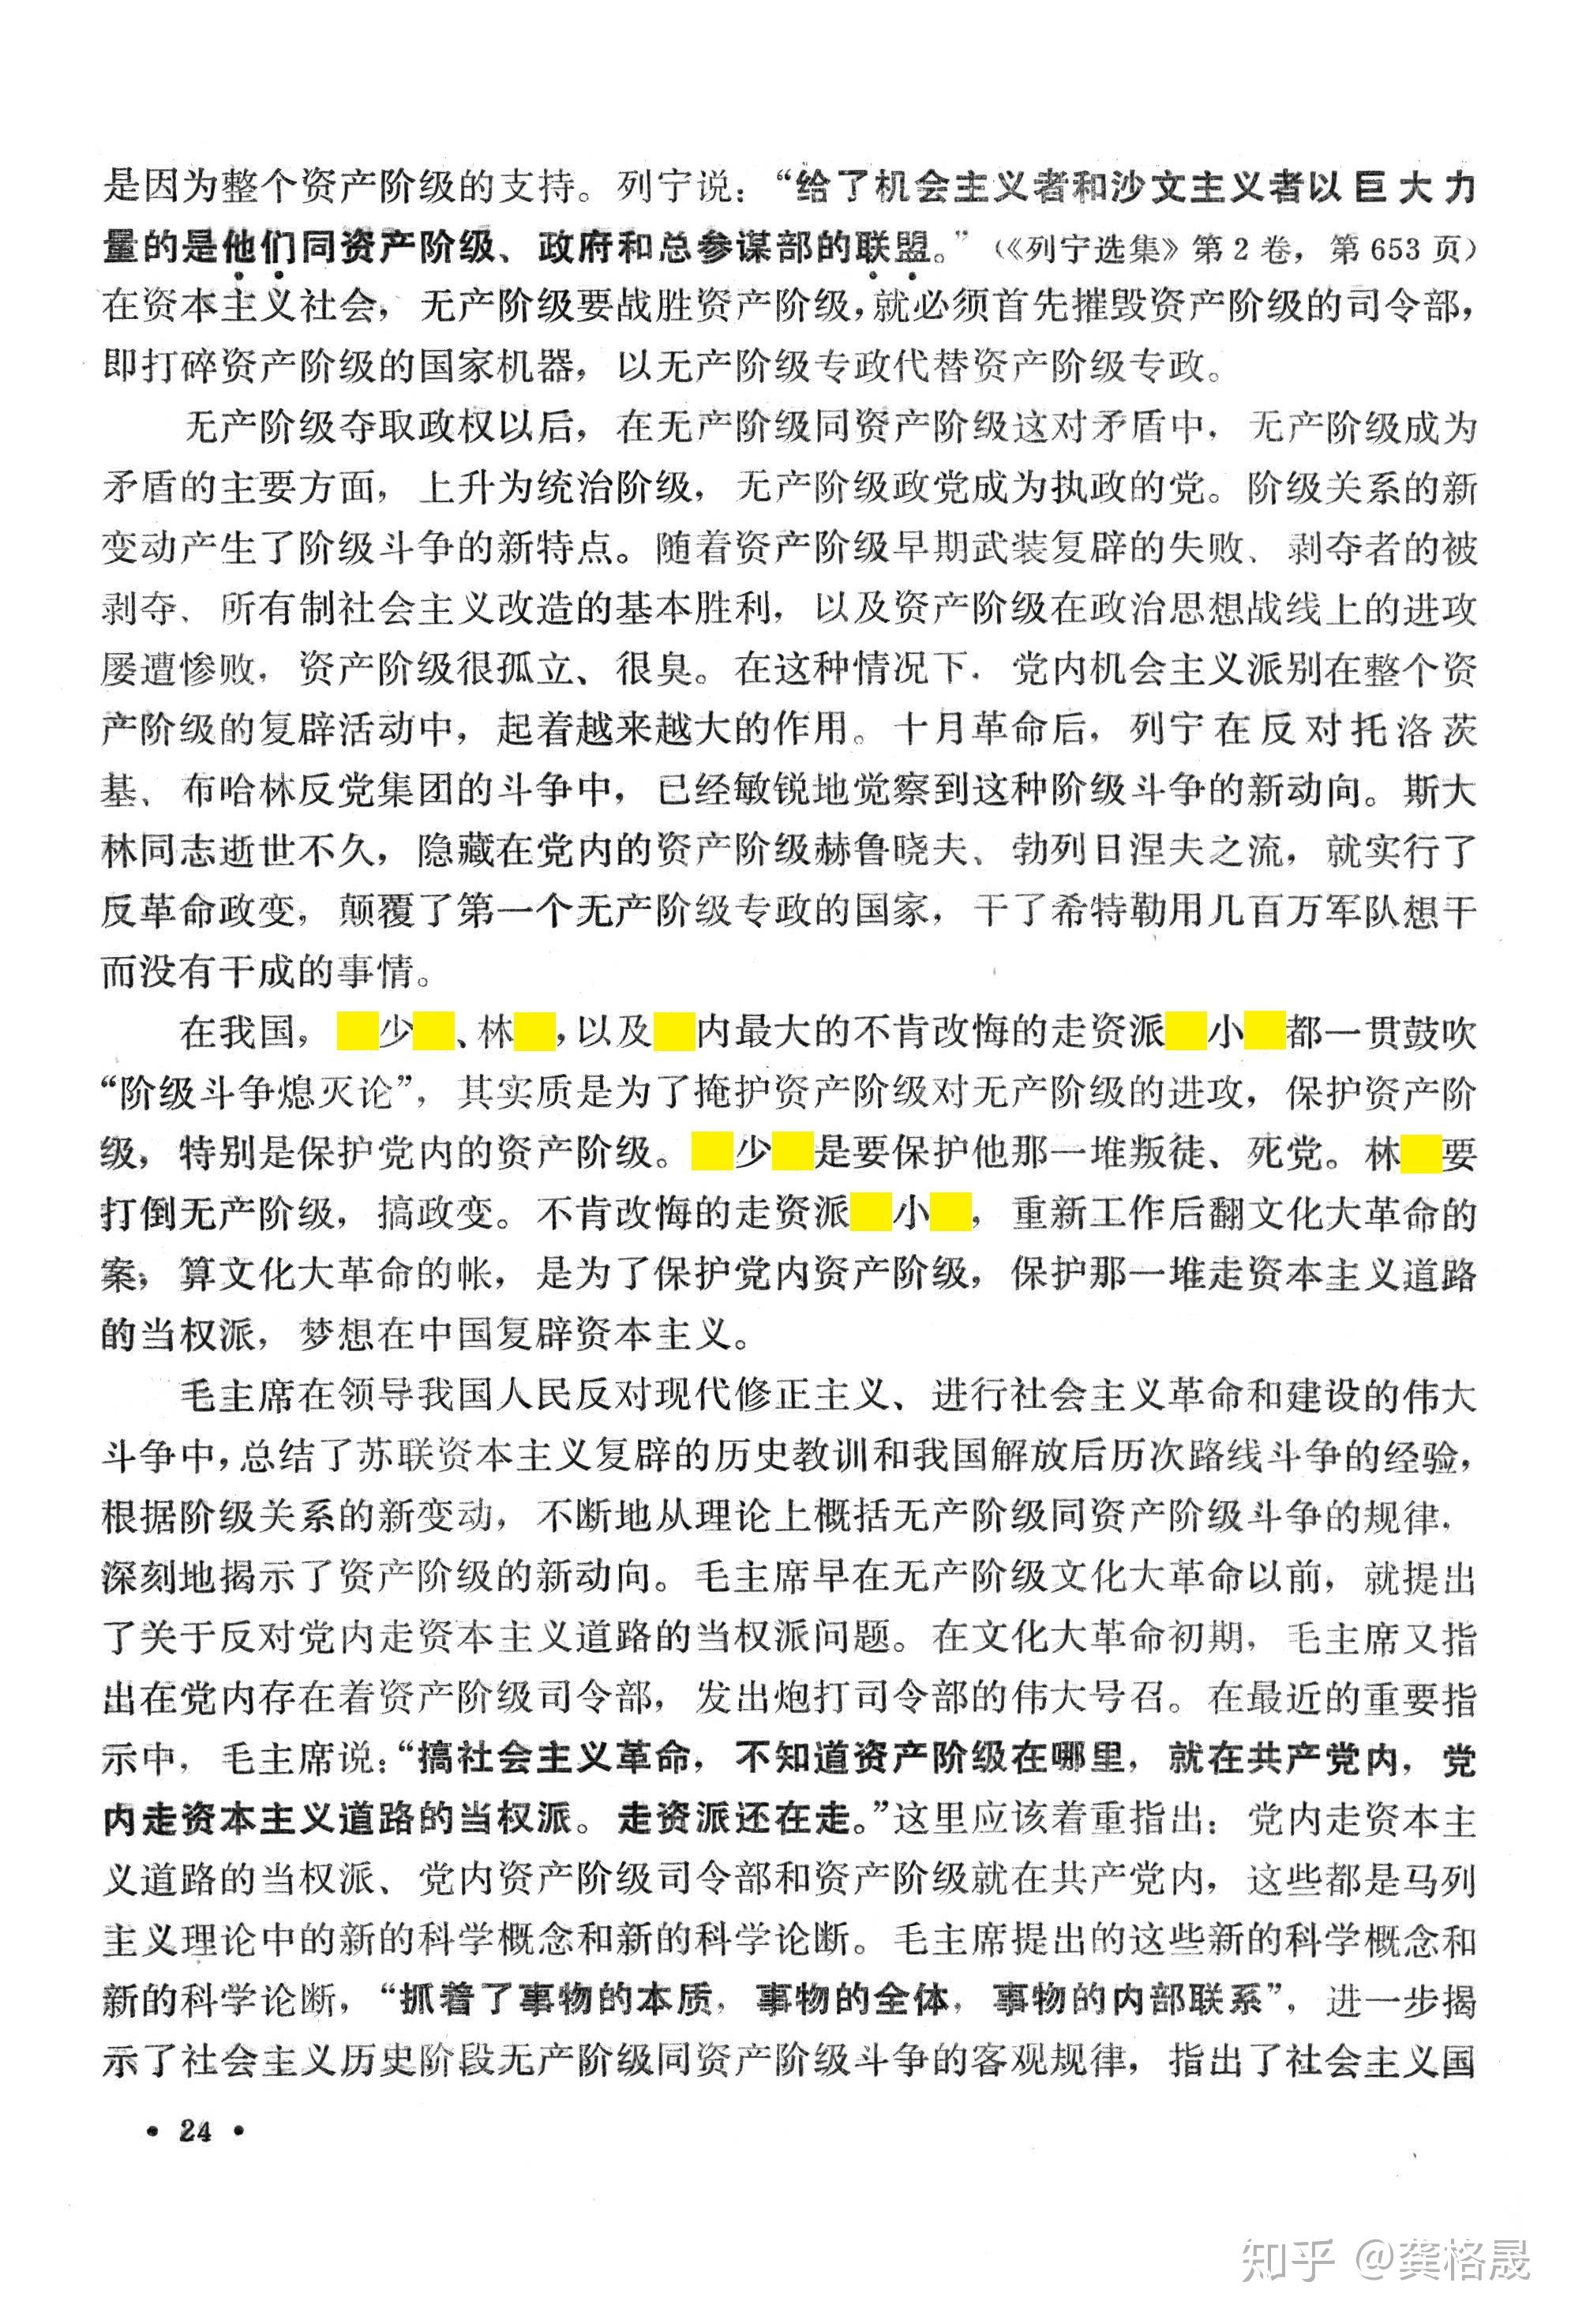 是因为整个资产阶级的支持。列宁说：“给了机会主义者和沙文主义者以巨大力
量的是他们同资产阶级、政府和总参谋部的联盟。”（《列宁选集》第2卷，第653页）
在资本主义社会，无产阶级要战胜资产阶级，就必须首先摧毁资产阶级的司令部，
即打碎资产阶级的国家机器，以无产阶级专政代替资产阶级专政。
无产阶级夺取政权以后，在无产阶级同资产阶级这对矛盾中，无产阶级成为
矛盾的主要方面，上升为统治阶级，无产阶级政党成为执政的党。阶级关系的新
变动产生了阶级斗争的新特点。随着资产阶级早期武装复辟的失败、剥夺者的被
剥夺、所有制社会主义改造的基本胜利，以及资产阶级在政治思想战线上的进攻
屡遭惨败，资产阶级很孤立、很臭。在这种情况下，党内机会主义派别在整个资
产阶级的复辟活动中，起着越来越大的作用。十月革命后，列宁在反对托洛茨
基、布哈林反党集团的斗争中，已经敏锐地觉察到这种阶级斗争的新动向。斯大
林同志逝世不久，隐藏在党内的资产阶级赫鲁晓夫、勃列日涅夫之流，就实行了
反革命政变，颠覆了第一个无产阶级专政的国家，干了希特勒用几百万军队想干
而没有干成的事情。
在我国，少、林，以及内最大的不肯改悔的走资派小都一贯鼓吹
“阶级斗争熄灭论”，其实质是为了掩护资产阶级对无产阶级的进攻，保护资产阶
级，特别是保护党内的资产阶级。少是要保护他那一堆叛徒、死党。林要
打倒无产阶级，搞政变。不肯改悔的走资派小，重新工作后翻文化大革命的
案，算文化大革命的帐，是为了保护党内资产阶级，保护那一堆走资本主义道路
的当权派，梦想在中国复辟资本主义。
毛主席在领导我国人民反对现代修正主义、进行社会主义革命和建设的伟大
斗争中，总结了苏联资本主义复辟的历史教训和我国解放后历次路线斗争的经验，
根据阶级关系的新变动，不断地从理论上概括无产阶级同资产阶级斗争的规律，
深刻地揭示了资产阶级的新动向。毛主席早在无产阶级文化大革命以前，就提出
了关于反对党内走资本主义道路的当权派问题。在文化大革命初期，毛主席又指
出在党内存在着资产阶级司令部，发出炮打司令部的伟大号召。在最近的重要指
示中，毛主席说：“搞社会主义革命，不知道资产阶级在哪里，就在共产党内，党
内走资本主义道路的当权派。走资派还在走。”这里应该着重指出：党内走资本主
义道路的当权派、党内资产阶级司令部和资产阶级就在共产党内，这些都是马列
主义理论中的新的科学概念和新的科学论断。毛主席提出的这些新的科学概念和
新的科学论断，“抓着了事物的本质，事物的全体，事物的内部联系”，进一步揭
示了社会主义历史阶段无产阶级同资产阶级斗争的客观规律，指出了社会主义国
• 24 •
知乎 @龚格晟